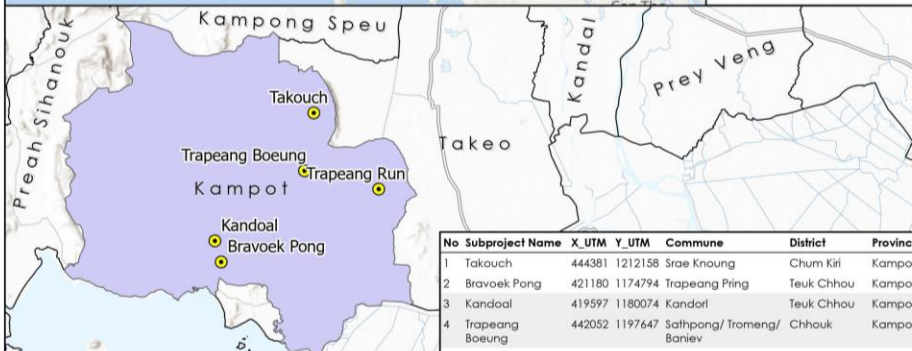 Kampong Speu
Preah Sihanouk
Kandal
Prey Veng
Takouch
Takeo
Trapeang Boeung
Trapeang Run
Kampot
Kandoal
Bravoek Pong
No Subproject Name X_UTM Y_UTM Commune District Provinc
1 Takouch 444381 1212158 Srae Knoung Chum Kiri Kampo
2 Bravoek Pong 421180 1174794 Trapeang Pring Teuk Chhou Kampo
3 Kandoal 419597 1180074 Kandorl Teuk Chhou Kampo
4 Trapeang Boeung 442052 1197647 Sathpong/ Tromeng/ Baniev Chhouk Kampo